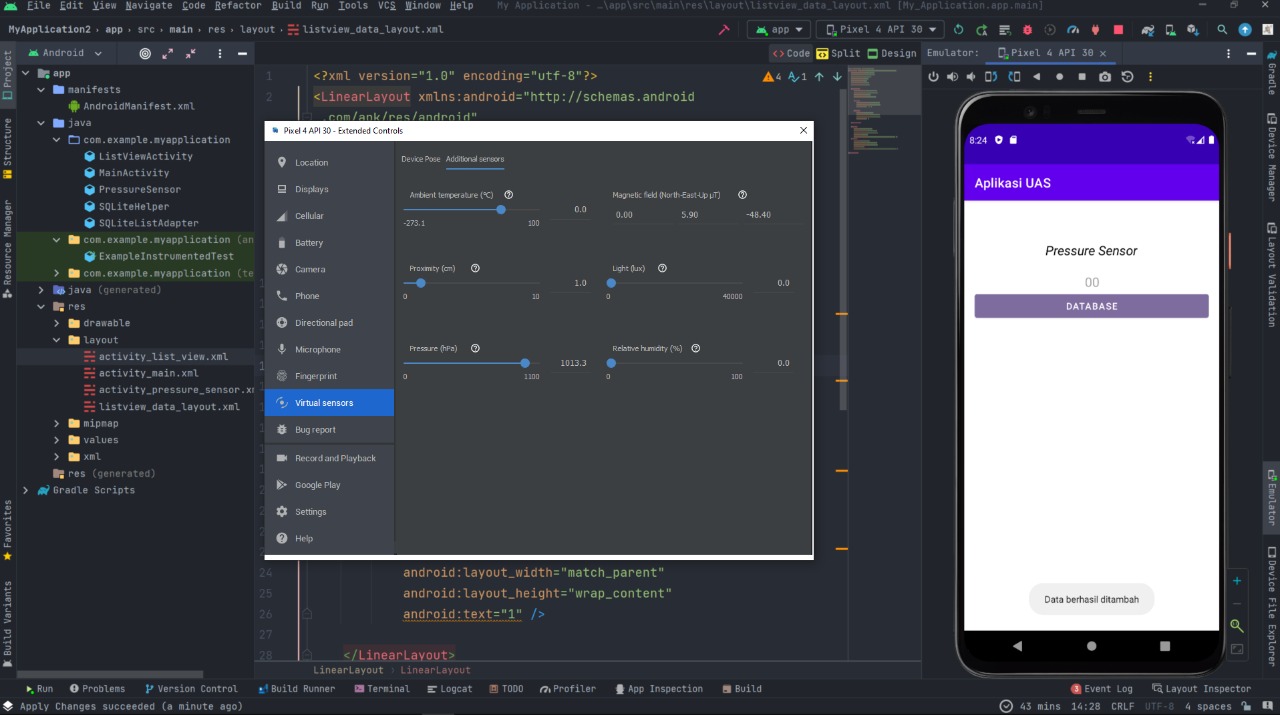 File Edit View Navigate Code Refactor Build Run Tools VCS Window Help My Application - ...\app\src\main\res\layout\listview_data_layout.xml [My_Application.app.main]
MyApplication2 app src main res layout listview_data_layout.xml
app Pixel 4 API 30
Android
Code Split Design
Emulator: Pixel 4 API 30
Project
Structure
Resource Manager
Favorites
Build Variants
app
manifests
AndroidManifest.xml
java
com.example.myapplication
ListViewActivity
MainActivity
PressureSensor
SQLiteHelper
SQLiteListAdapter
com.example.myapplication (an
ExampleInstrumentedTest
com.example.myapplication (te
java (generated)
res
drawable
layout
activity_list_view.xml
activity_main.xml
activity_pressure_sensor.x
listview_data_layout.xml
mipmap
values
xml
res (generated)
Gradle Scripts
1 <?xml version="1.0" encoding="utf-8"?>
2 <LinearLayout xmlns:android="http://schemas.android
.com/apk/res/android"
4 1
Pixel 4 API 30 - Extended Controls
Location
Displays
Cellular
Battery
Camera
Phone
Directional pad
Microphone
Fingerprint
Virtual sensors
Bug report
Record and Playback
Google Play
Settings
Help
Device Pose Additional sensors
Ambient temperature (°C)
0.0
-273.1 100
Magnetic field (North-East-Up µT)
0.00 5.90 -48.40
Proximity (cm)
1.0
0 10
Light (lux)
0.0
0 40000
Pressure (hPa)
1013.3
0 1100
Relative humidity (%)
0.0
0 100
24 android:layout_width="match_parent"
25 android:layout_height="wrap_content"
26 android:text="1" />
27
28 </LinearLayout>
LinearLayout LinearLayout
8:24
Aplikasi UAS
Pressure Sensor
00
DATABASE
Data berhasil ditambah
Gradle
Device Manager
Layout Validation
Emulator
Device File Explorer
Run Problems Version Control Build Runner Terminal Logcat TODO Profiler App Inspection Build
3 Event Log Layout Inspector
Apply Changes succeeded (a minute ago)
43 mins 14:28 CRLF UTF-8 4 spaces